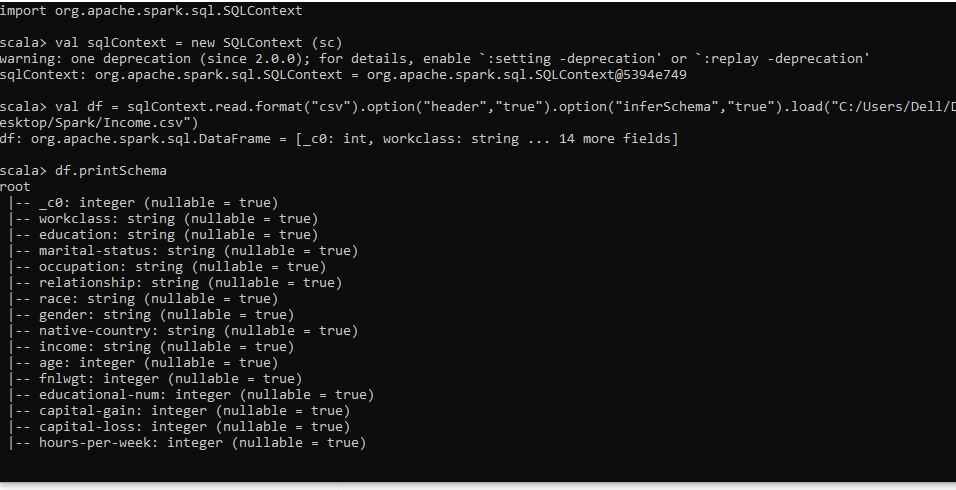 import org.apache.spark.sql.SQLContext
scala> val sqlContext = new SQLContext (sc)
warning: one deprecation (since 2.0.0); for details, enable `:setting -deprecation' or `:replay -deprecation'
sqlContext: org.apache.spark.sql.SQLContext = org.apache.spark.sql.SQLContext@5394e749
scala> val df = sqlContext.read.format("csv").option("header","true").option("inferSchema","true").load("C:/Users/Dell/D
esktop/Spark/Income.csv")
df: org.apache.spark.sql.DataFrame = [_c0: int, workclass: string ... 14 more fields]
scala> df.printSchema
root
|-- _c0: integer (nullable = true)
|-- workclass: string (nullable = true)
|-- education: string (nullable = true)
|-- marital-status: string (nullable = true)
|-- occupation: string (nullable = true)
|-- relationship: string (nullable = true)
|-- race: string (nullable = true)
|-- gender: string (nullable = true)
|-- native-country: string (nullable = true)
|-- income: string (nullable = true)
|-- age: integer (nullable = true)
|-- fnlwgt: integer (nullable = true)
|-- educational-num: integer (nullable = true)
|-- capital-gain: integer (nullable = true)
|-- capital-loss: integer (nullable = true)
|-- hours-per-week: integer (nullable = true)